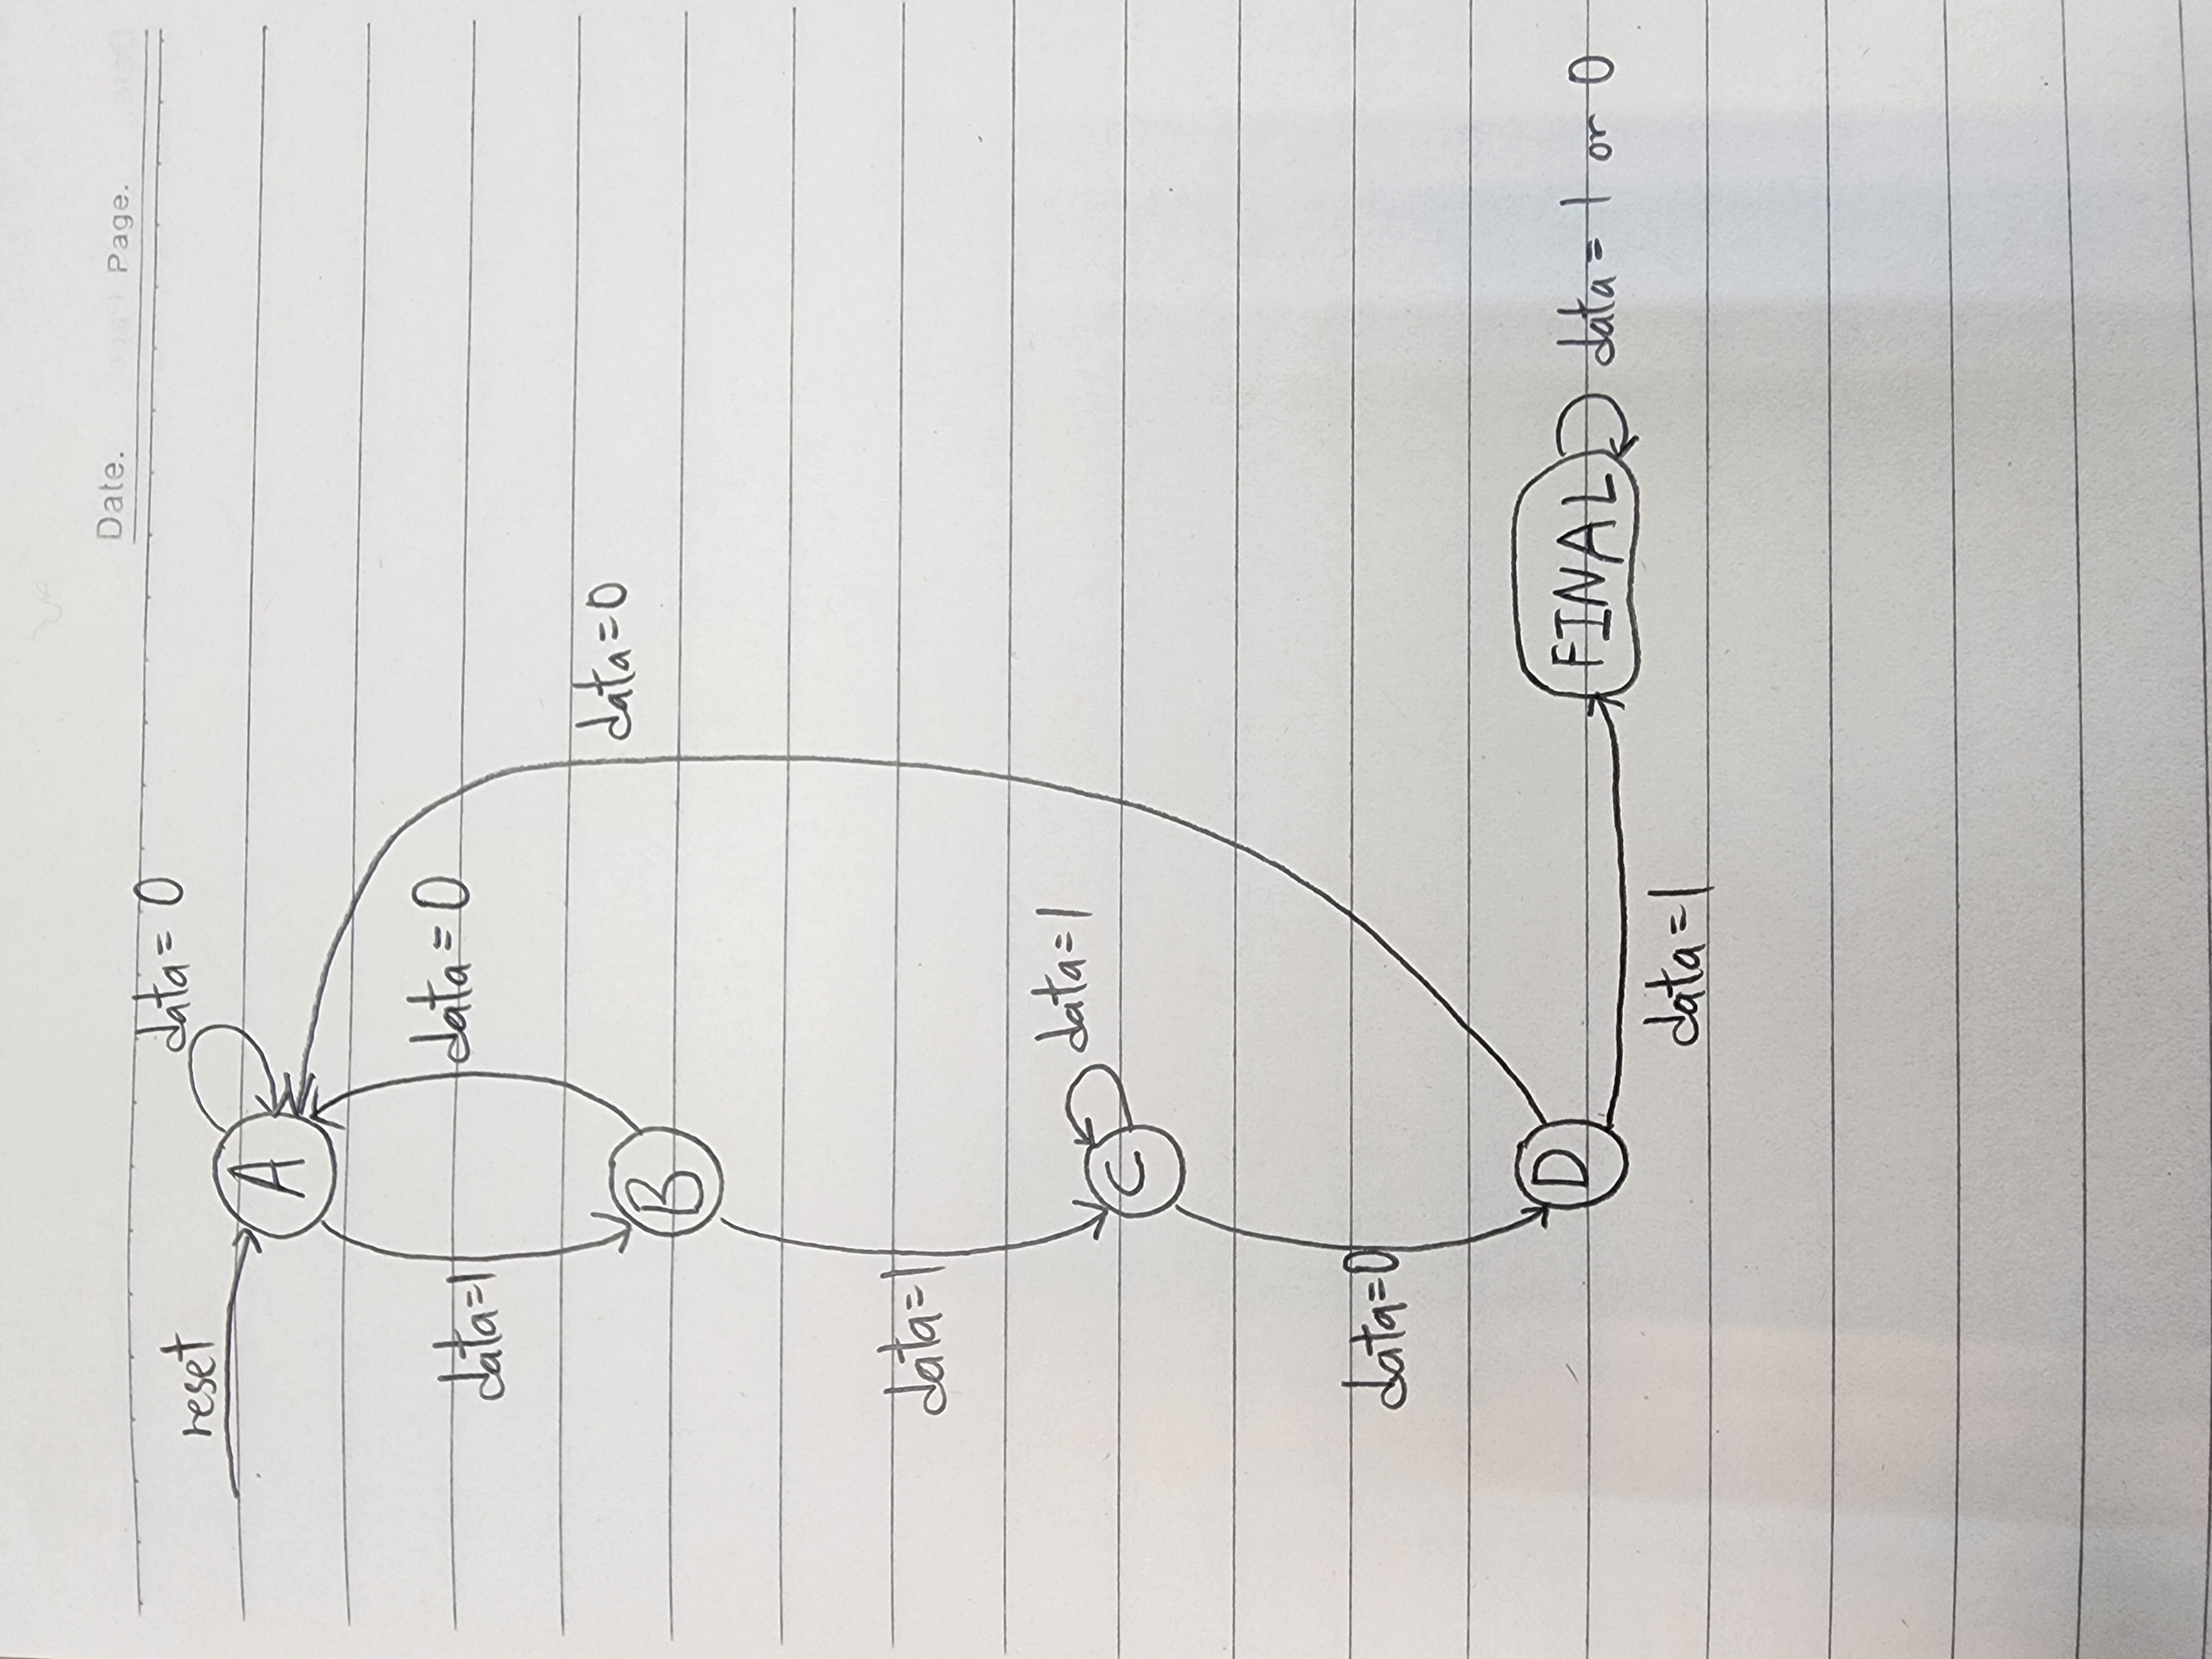 Date. Page.
data = 0
reset
A
data=1
data = 0
data=0
B
data=1
data=1
C
data=0
D
FINAL
data = 1 or 0
data=1